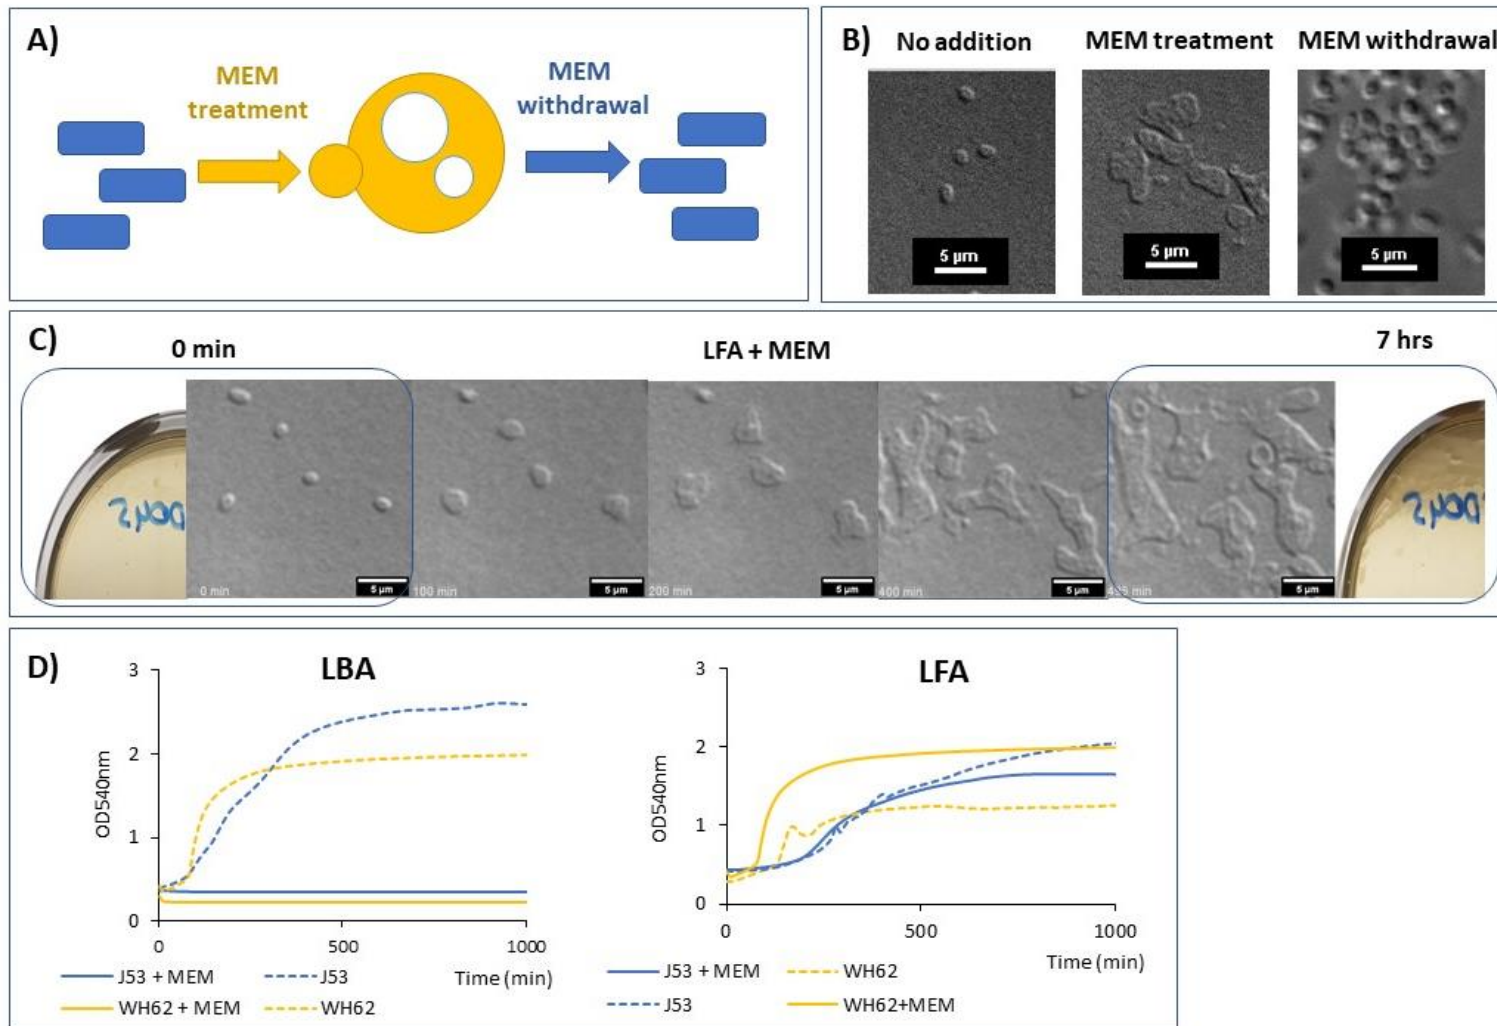 A)
MEM
treatment
MEM
withdrawal
B)
No addition
MEM treatment
MEM withdrawal
5 µm
5 µm
5 µm
C)
0 min
LFA + MEM
7 hrs
0 min
5 µm
100 min
5 µm
200 min
5 µm
400 min
5 µm
min
5 µm
D)
LBA
3
2
1
0
OD540nm
0
500
1000
Time (min)
J53 + MEM
J53
WH62 + MEM
WH62
LFA
3
2
1
0
OD540nm
0
500
1000
Time (min)
J53 + MEM
WH62
J53
WH62+MEM